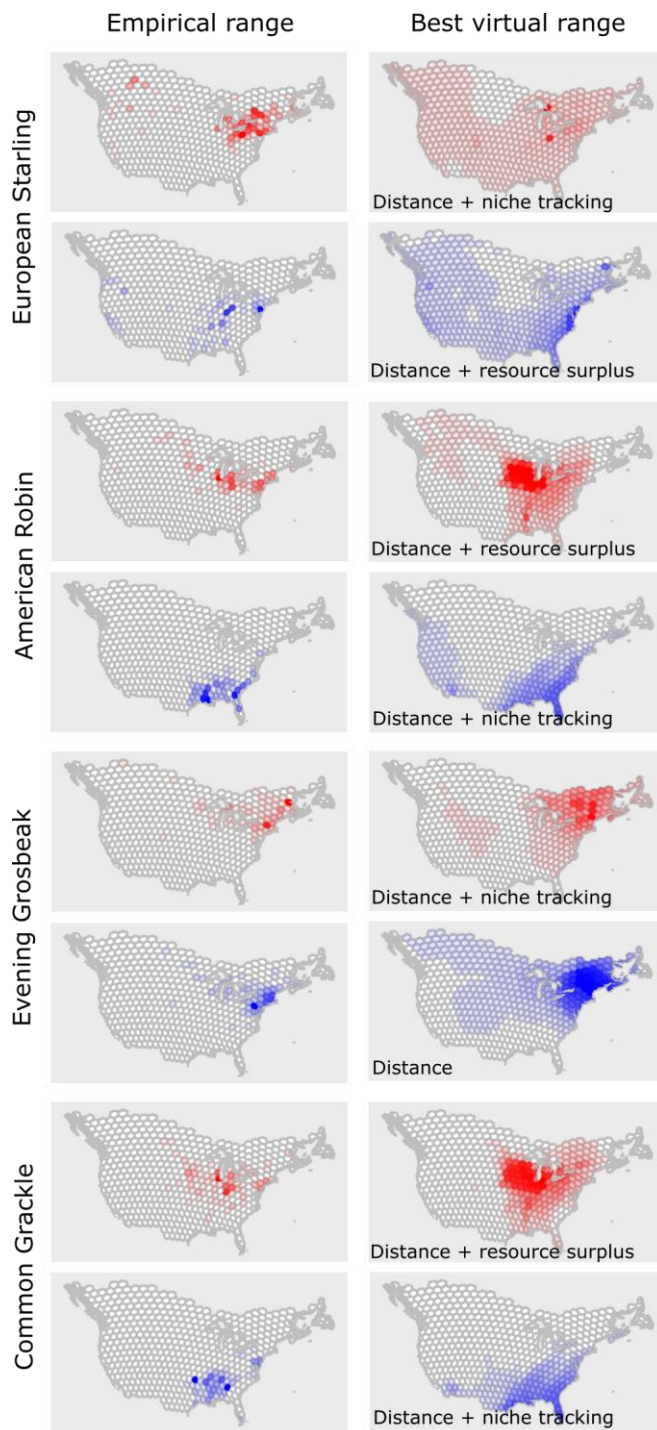 Empirical range
Best virtual range
European Starling
Distance + niche tracking
Distance + resource surplus
American Robin
Distance + resource surplus
Distance + niche tracking
Evening Grosbeak
Distance + niche tracking
Distance
Common Grackle
Distance + resource surplus
Distance + niche tracking